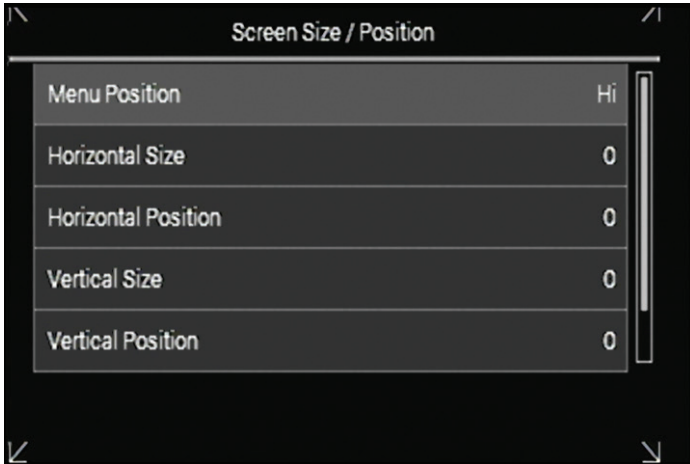 Screen Size / Position
Menu Position Hi
Horizontal Size 0
Horizontal Position 0
Vertical Size 0
Vertical Position 0